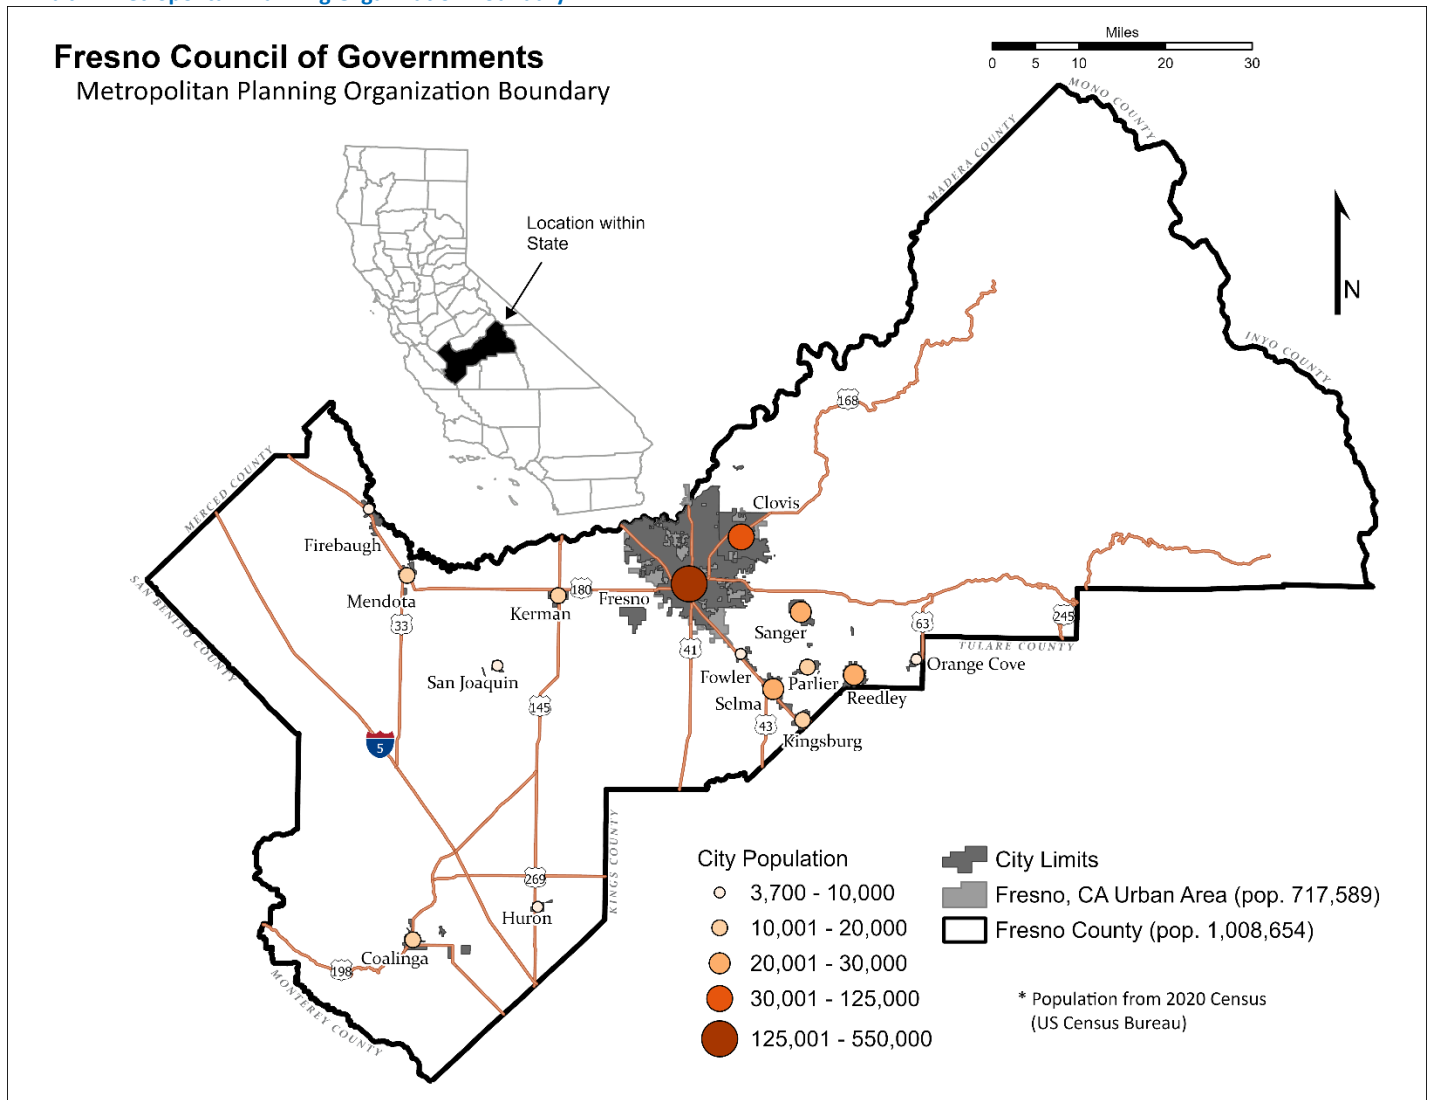 Fresno Council of Governments
Metropolitan Planning Organization Boundary
Miles
0 5 10 20 30
MONO COUNTY
MADERA COUNTY
Location within
State
N
INYO COUNTY
168
MERCED COUNTY
Clovis
Firebaugh
SAN BENITO COUNTY
Mendota
180
Fresno
Kerman
33
Sanger
63
245
TULARE COUNTY
41
Orange Cove
San Joaquin
Fowler
Parlier
Reedley
Selma
145
43
Kingsburg
5
KINGS COUNTY
269
Huron
Coalinga
198
MONTEREY COUNTY
City Population
3,700 - 10,000
10,001 - 20,000
20,001 - 30,000
30,001 - 125,000
125,001 - 550,000
City Limits
Fresno, CA Urban Area (pop. 717,589)
Fresno County (pop. 1,008,654)
* Population from 2020 Census
(US Census Bureau)